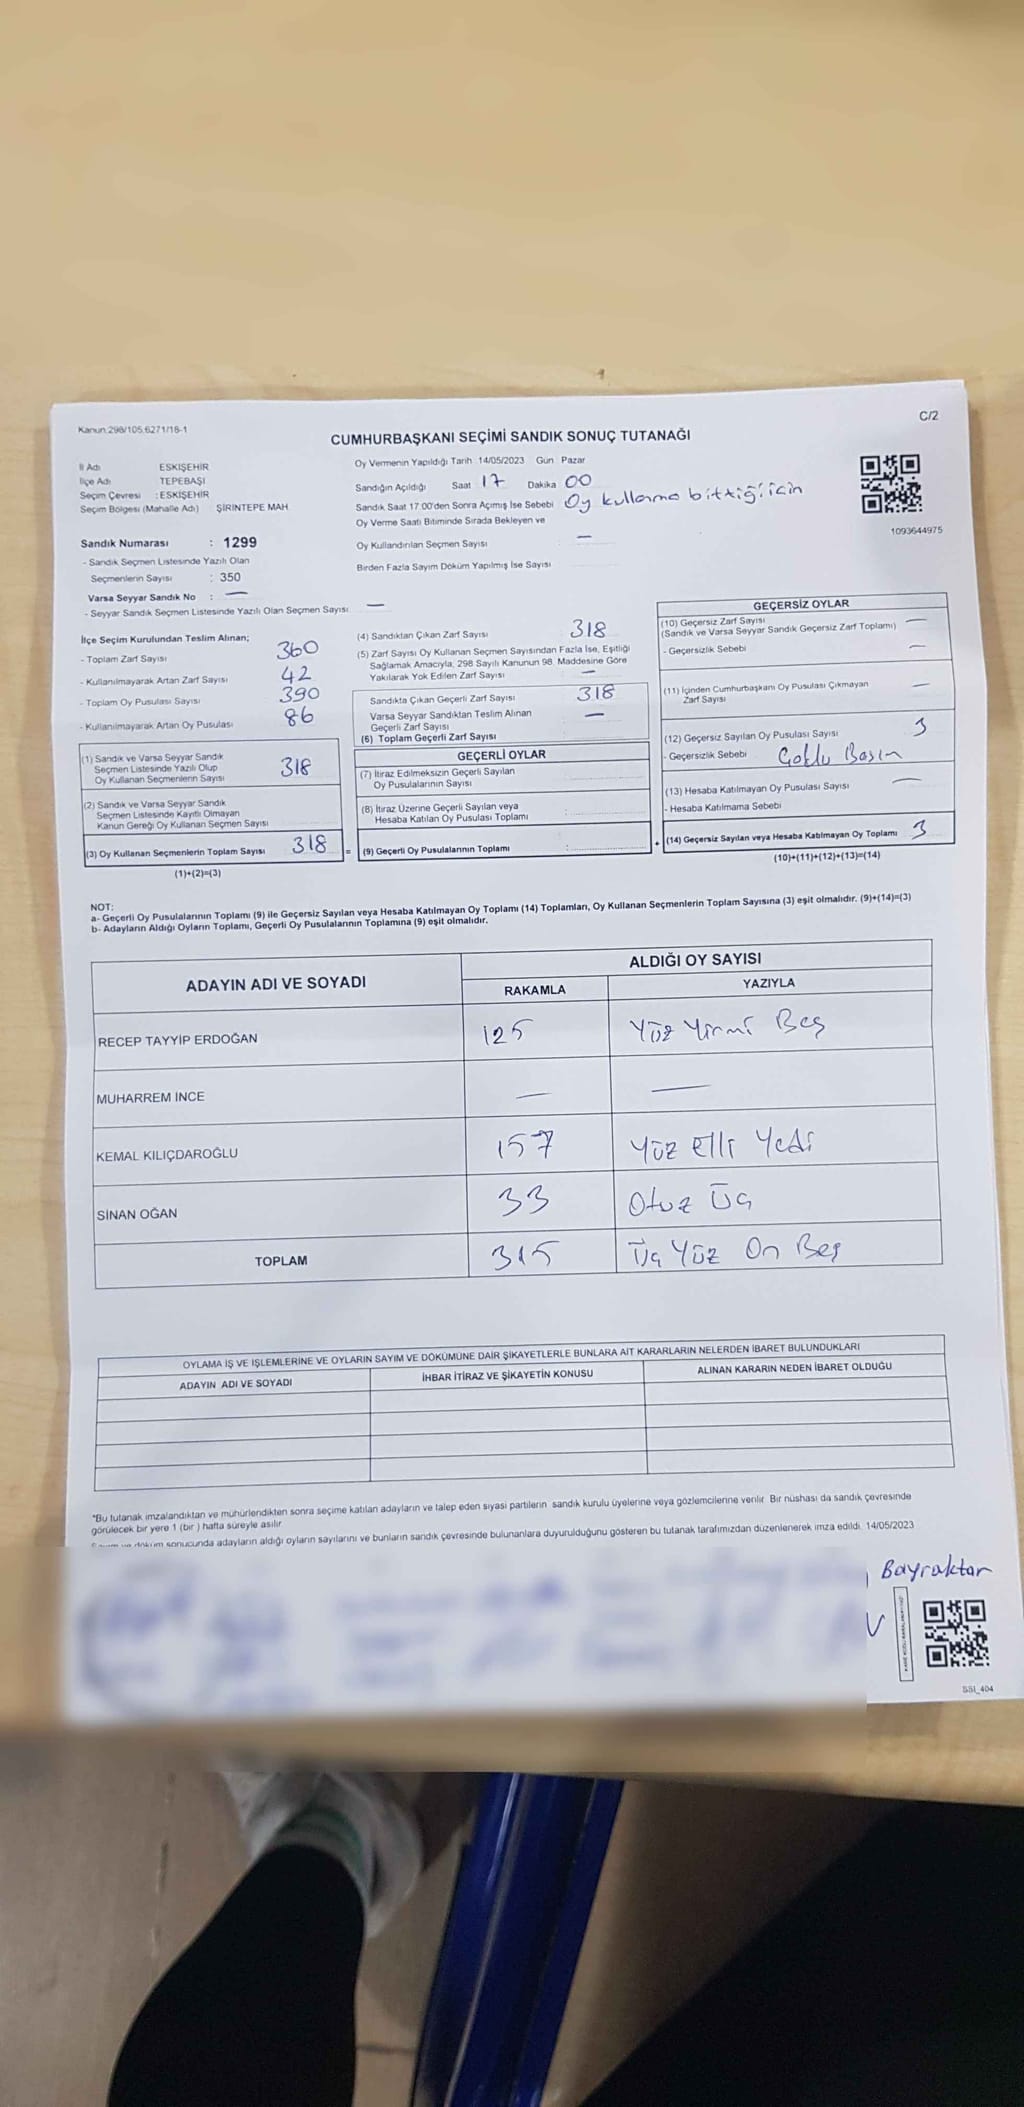 Kanun.298/105.6271/18-1
C/2
CUMHURBAŞKANI SEÇİMİ SANDIK SONUÇ TUTANAĞI
İl Adı ESKİŞEHİR
İlçe Adı TEPEBAŞI
Seçim Çevresi : ESKİŞEHİR
Seçim Bölgesi (Mahalle Adı) ŞİRİNTEPE MAH.
Sandık Numarası : 1299
- Sandık Seçmen Listesinde Yazılı Olan
Seçmenlerin Sayısı : 350
Varsa Seyyar Sandık No : —
- Seyyar Sandık Seçmen Listesinde Yazılı Olan Seçmen Sayısı —
Oy Vermenin Yapıldığı Tarih 14/05/2023 Gün Pazar
Sandığın Açıldığı Saat 17 Dakika 00
Sandık Saat 17.00'den Sonra Açımış İse Sebebi Oy kullanma bittiği için
Oy Verme Saati Bitiminde Sırada Bekleyen ve
Oy Kullandırılan Seçmen Sayısı —
Birden Fazla Sayım Döküm Yapılmış İse Sayısı
1093644975
İlçe Seçim Kurulundan Teslim Alınan;
- Toplam Zarf Sayısı 360
- Kullanılmayarak Artan Zarf Sayısı 42
- Toplam Oy Pusulası Sayısı 390
- Kullanılmayarak Artan Oy Pusulası 86
(1) Sandık ve Varsa Seyyar Sandık
Seçmen Listesinde Yazılı Olup
Oy Kullanan Seçmenlerin Sayısı 318
(2) Sandık ve Varsa Seyyar Sandık
Seçmen Listesinde Kayıtlı Olmayan
Kanun Gereği Oy Kullanan Seçmen Sayısı
(3) Oy Kullanan Seçmenlerin Toplam Sayısı 318 =
(1)+(2)=(3)
(4) Sandıktan Çıkan Zarf Sayısı 318
(5) Zarf Sayısı Oy Kullanan Seçmen Sayısından Fazla İse, Eşitliği
Sağlamak Amacıyla, 298 Sayılı Kanunun 98. Maddesine Göre
Yakılarak Yok Edilen Zarf Sayısı —
Sandıkta Çıkan Geçerli Zarf Sayısı 318
Varsa Seyyar Sandıktan Teslim Alınan
Geçerli Zarf Sayısı —
(6) Toplam Geçerli Zarf Sayısı
GEÇERLİ OYLAR
(7) İtiraz Edilmeksizin Geçerli Sayılan
Oy Pusulalarının Sayısı
(8) İtiraz Üzerine Geçerli Sayılan veya
Hesaba Katılan Oy Pusulası Toplamı
(9) Geçerli Oy Pusulalarının Toplamı : +
GEÇERSİZ OYLAR
(10) Geçersiz Zarf Sayısı —
(Sandık ve Varsa Seyyar Sandık Geçersiz Zarf Toplamı)
- Geçersizlik Sebebi —
(11) İçinden Cumhurbaşkanı Oy Pusulası Çıkmayan —
Zarf Sayısı
(12) Geçersiz Sayılan Oy Pusulası Sayısı 3
- Geçersizlik Sebebi Çoklu Basım
(13) Hesaba Katılmayan Oy Pusulası Sayısı —
- Hesaba Katılmama Sebebi
(14) Geçersiz Sayılan veya Hesaba Katılmayan Oy Toplamı 3
(10)+(11)+(12)+(13)=(14)
NOT:
a- Geçerli Oy Pusulalarının Toplamı (9) ile Geçersiz Sayılan veya Hesaba Katılmayan Oy Toplamı (14) Toplamları, Oy Kullanan Seçmenlerin Toplam Sayısına (3) eşit olmalıdır. (9)+(14)=(3)
b- Adayların Aldığı Oyların Toplamı, Geçerli Oy Pusulalarının Toplamına (9) eşit olmalıdır.
ADAYIN ADI VE SOYADI
ALDIĞI OY SAYISI
RAKAMLA YAZIYLA
RECEP TAYYİP ERDOĞAN 125 Yüz Yirmi Beş
MUHARREM İNCE — —
KEMAL KILIÇDAROĞLU 157 Yüz Elli Yedi
SİNAN OĞAN 33 Otuz Üç
TOPLAM 315 Üç Yüz On Beş
OYLAMA İŞ VE İŞLEMLERİNE VE OYLARIN SAYIM VE DÖKÜMÜNE DAİR ŞİKAYETLERLE BUNLARA AİT KARARLARIN NELERDEN İBARET BULUNDUKLARI
ADAYIN ADI VE SOYADI İHBAR İTİRAZ VE ŞİKAYETİN KONUSU ALINAN KARARIN NEDEN İBARET OLDUĞU
"Bu tutanak imzalandıktan ve mühürlendikten sonra seçime katılan adayların ve talep eden siyasi partilerin sandık kurulu üyelerine veya gözlemcilerine verilir. Bir nüshası da sandık çevresinde
görülecek bir yere 1 (bir ) hafta süreyle asılır
sonucunda adayların aldığı oyların sayılarını ve bunların sandık çevresinde bulunanlara duyurulduğunu gösteren bu tutanak tarafımızdan düzenlenerek imza edildi. 14/05/2023
Bayraktar
SSI_404